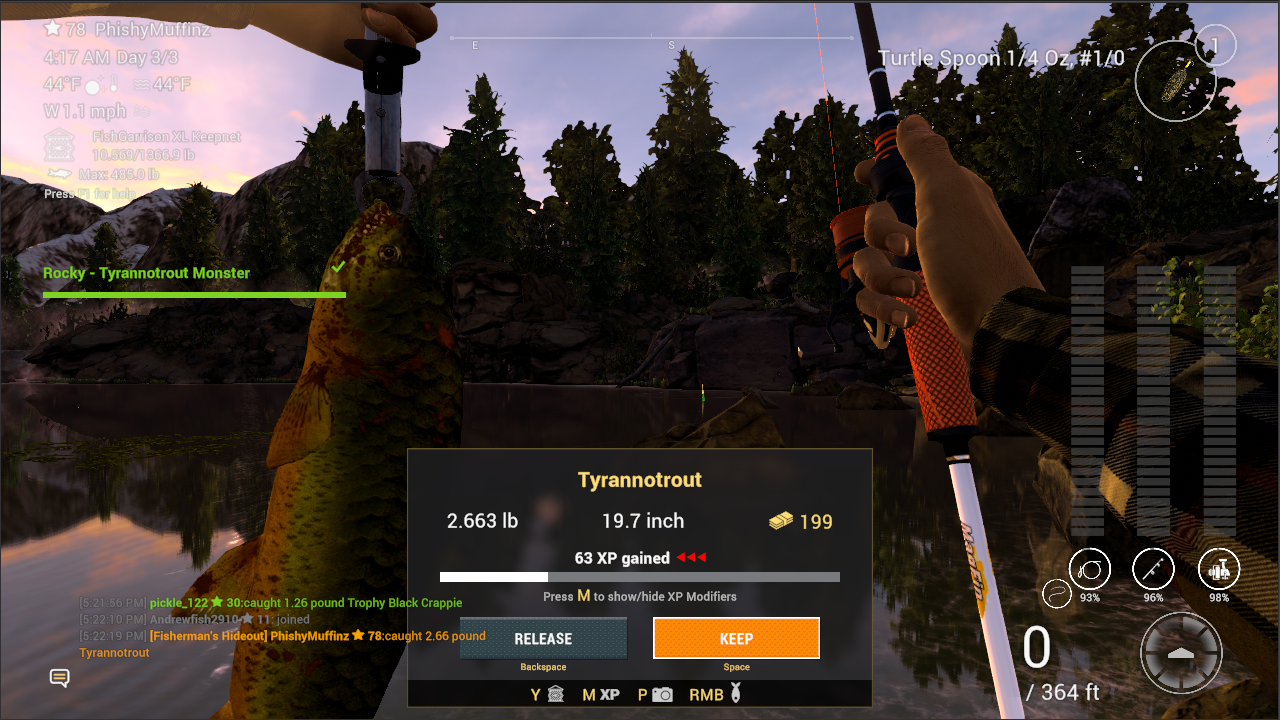 78 PhishyMuffinz
4:17 AM Day 3/3
44°F 44°F
W 1.1 mph
FishGarrison XL Keepnet
10.569/1366.9 lb
Max: 405.0 lb
Press F1 for help
E S
Turtle Spoon 1/4 Oz, #1/0
1
Rocky - Tyrannotrout Monster
Tyrannotrout
2.663 lb 19.7 inch 199
63 XP gained
Press M to show/hide XP Modifiers
RELEASE KEEP
Backspace Space
Y M XP P RMB
[5:21:56 PM] pickle_122 30:caught 1.26 pound Trophy Black Crappie
[5:22:10 PM] Andrewfish2910 11: joined
[5:22:19 PM] [Fisherman's Hideout] PhishyMuffinz 78:caught 2.66 pound
Tyrannotrout
93% 96% 98%
0
/ 364 ft